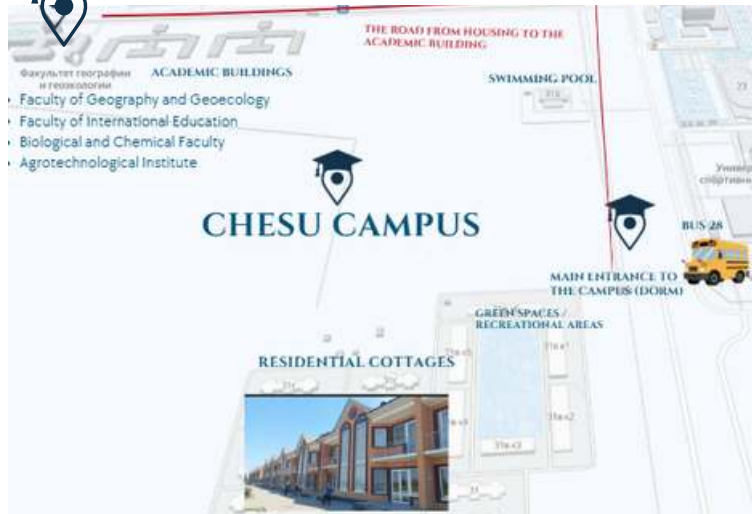 THE ROAD FROM HOUSING TO THE
ACADEMIC BUILDING
Факультет географии
и геоэкологии
ACADEMIC BUILDINGS
SWIMMING POOL
• Faculty of Geography and Geoecology
• Faculty of International Education
• Biological and Chemical Faculty
• Agrotechnological Institute
23
CHESU CAMPUS
BUS 28
MAIN ENTRANCE TO
THE CAMPUS (DORM)
GREEN SPACES /
RECREATIONAL AREAS
RESIDENTIAL COTTAGES